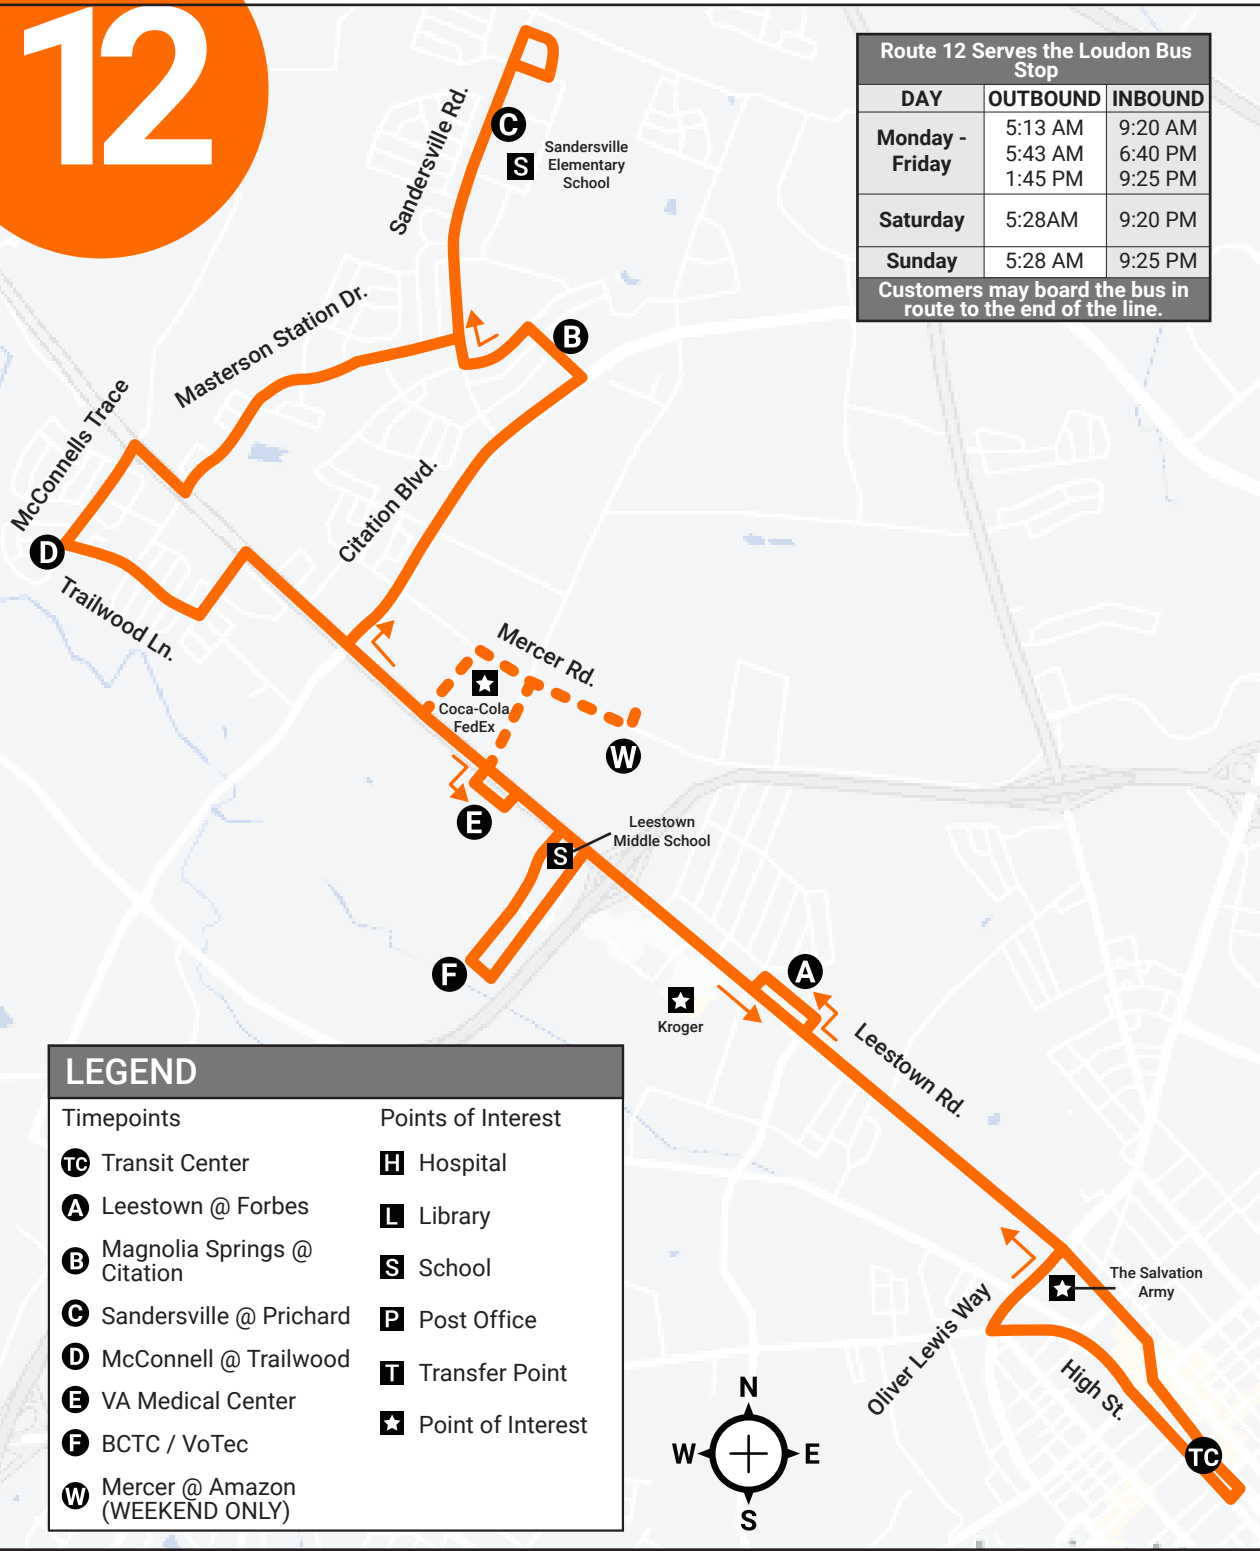 12
Route 12 Serves the Loudon Bus
Stop
DAY OUTBOUND INBOUND
Monday -
Friday
5:13 AM 9:20 AM
5:43 AM 6:40 PM
1:45 PM 9:25 PM
Saturday 5:28AM 9:20 PM
Sunday 5:28 AM 9:25 PM
Customers may board the bus in
route to the end of the line.
Sandersville Rd.
C
S
Sandersville
Elementary
School
Masterson Station Dr.
B
McConnells Trace
D
Trailwood Ln.
Citation Blvd.
Mercer Rd.
Coca-Cola
FedEx
W
E
Leestown
Middle School
S
F
A
Kroger
Leestown Rd.
The Salvation
Army
Oliver Lewis Way
High St.
TC
N
W E
S
LEGEND
Timepoints
TC Transit Center
A Leestown @ Forbes
B Magnolia Springs @
Citation
C Sandersville @ Prichard
D McConnell @ Trailwood
E VA Medical Center
F BCTC / VoTec
W Mercer @ Amazon
(WEEKEND ONLY)
Points of Interest
H Hospital
L Library
S School
P Post Office
T Transfer Point
Point of Interest